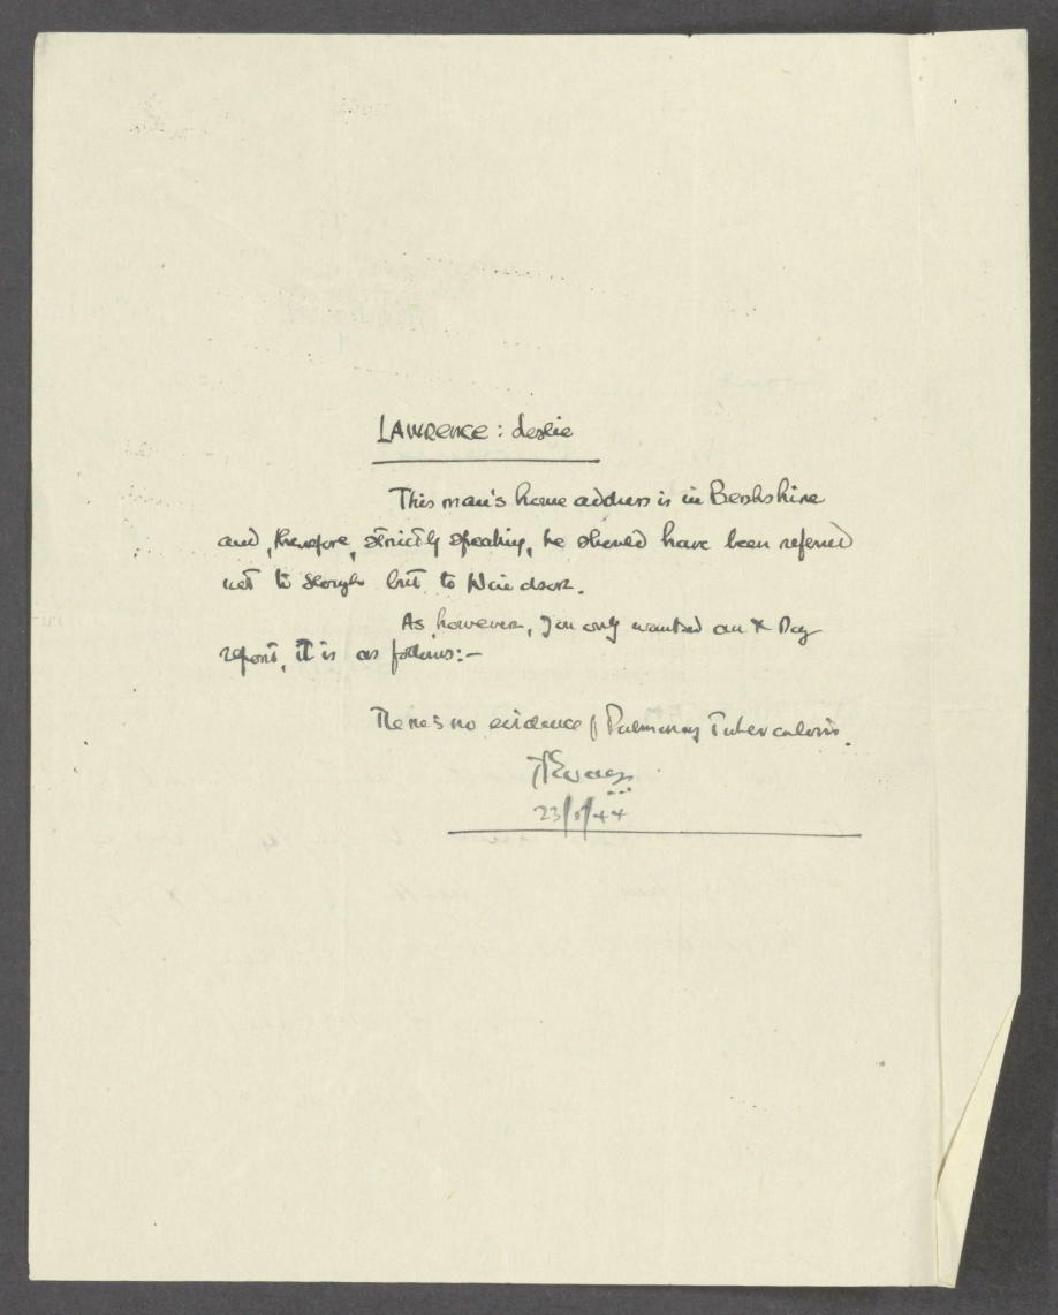 LAWRENCE : Leslie
This man's home address is in Berkshire
and, therefore, strictly speaking, he should have been referred
not to Slough but to Windsor.
As however, you only wanted an X Ray
report, it is as follows:-
There's no evidence of Pulmonary Tuberculosis.
23/ /44